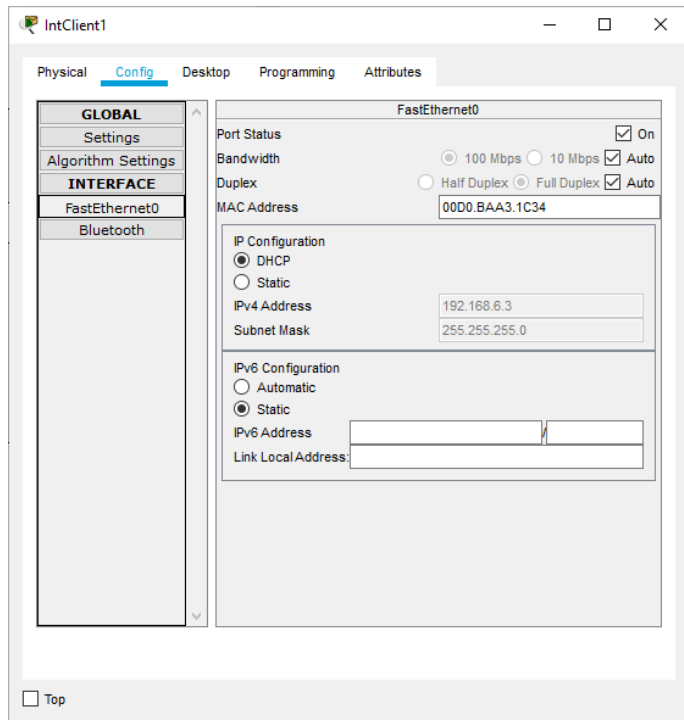 IntClient1
Physical Config Desktop Programming Attributes
GLOBAL
Settings
Algorithm Settings
INTERFACE
FastEthernet0
Bluetooth
FastEthernet0
Port Status On
Bandwidth 100 Mbps 10 Mbps Auto
Duplex Half Duplex Full Duplex Auto
MAC Address 00D0.BAA3.1C34
IP Configuration
DHCP
Static
IPv4 Address 192.168.6.3
Subnet Mask 255.255.255.0
IPv6 Configuration
Automatic
Static
IPv6 Address /
Link Local Address:
Top